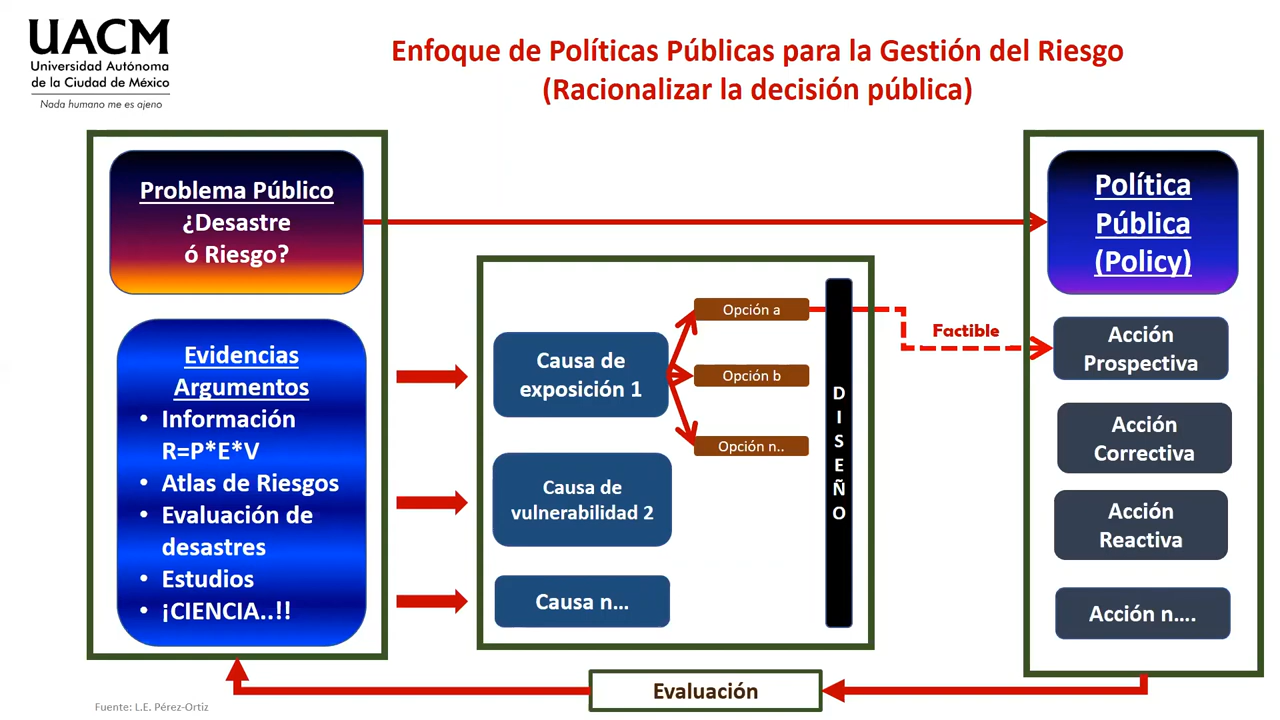 UACM
Universidad Autónoma
de la Ciudad de México
Nada humano me es ajeno
Enfoque de Políticas Públicas para la Gestión del Riesgo
(Racionalizar la decisión pública)
Problema Público
¿Desastre
ó Riesgo?
Evidencias
Argumentos
• Información
R=P*E*V
• Atlas de Riesgos
• Evaluación de
desastres
• Estudios
• ¡CIENCIA..!!
Causa de
exposición 1
Causa de
vulnerabilidad 2
Causa n...
Opción a
Opción b
Opción n..
DISEÑO
Factible
Política
Pública
(Policy)
Acción
Prospectiva
Acción
Correctiva
Acción
Reactiva
Acción n....
Evaluación
Fuente: L.E. Pérez-Ortiz